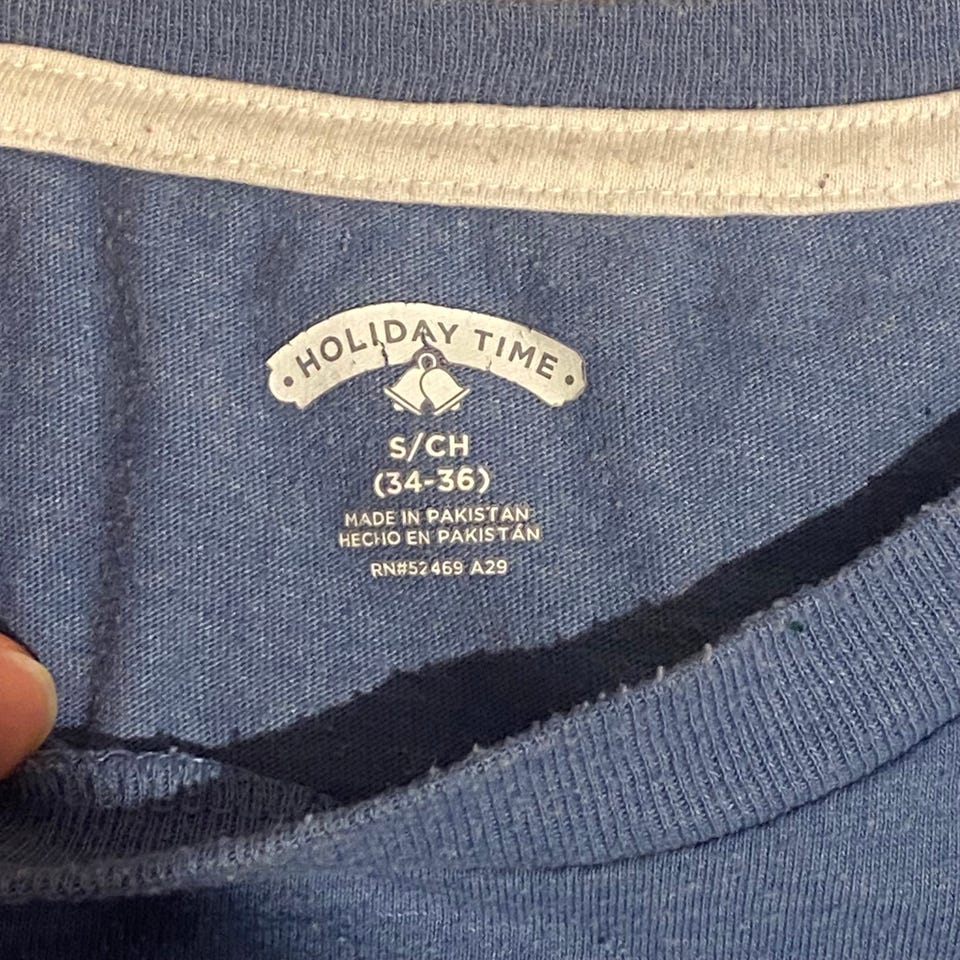 HOLIDAY TIME
S/CH
(34-36)
MADE IN PAKISTAN
HECHO EN PAKISTÁN
RN#52469 A29